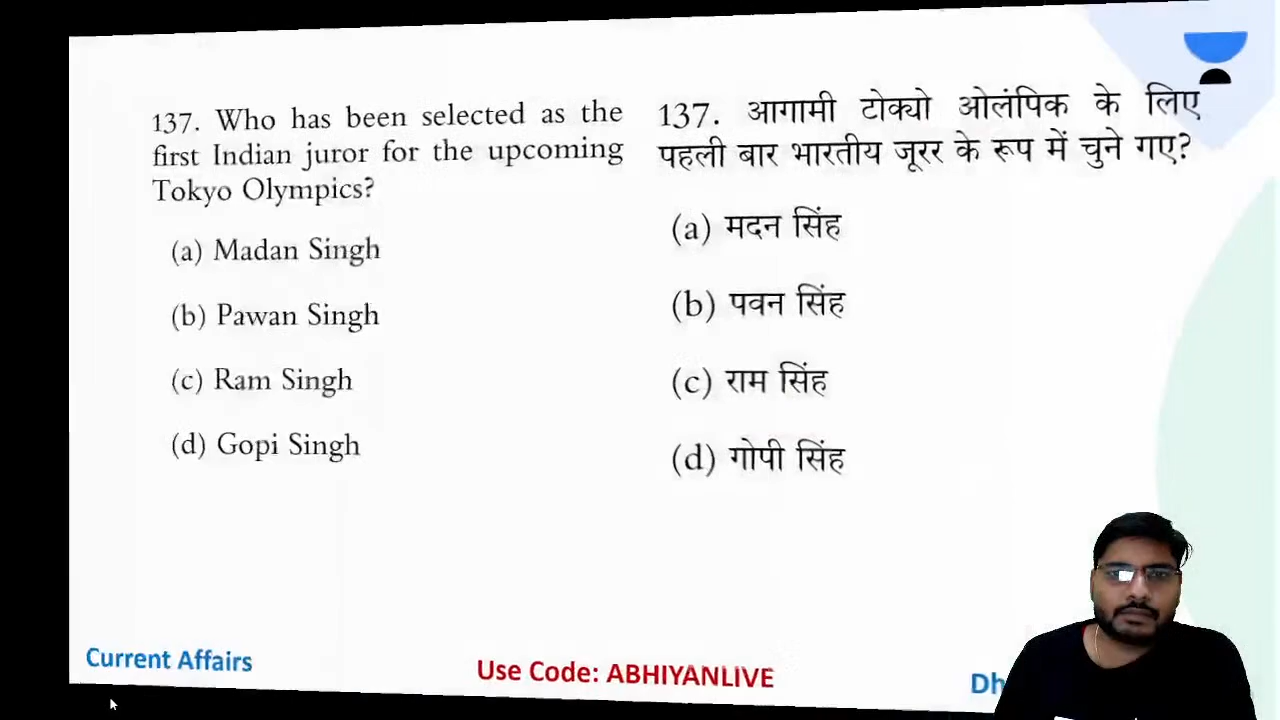 137. Who has been selected as the
first Indian juror for the upcoming
Tokyo Olympics?
(a) Madan Singh
(b) Pawan Singh
(c) Ram Singh
(d) Gopi Singh
137. आगामी टोक्यो ओलंपिक के लिए
पहली बार भारतीय जूरर के रूप में चुने गए?
(a) मदन सिंह
(b) पवन सिंह
(c) राम सिंह
(d) गोपी सिंह
Current Affairs
Use Code: ABHIYANLIVE